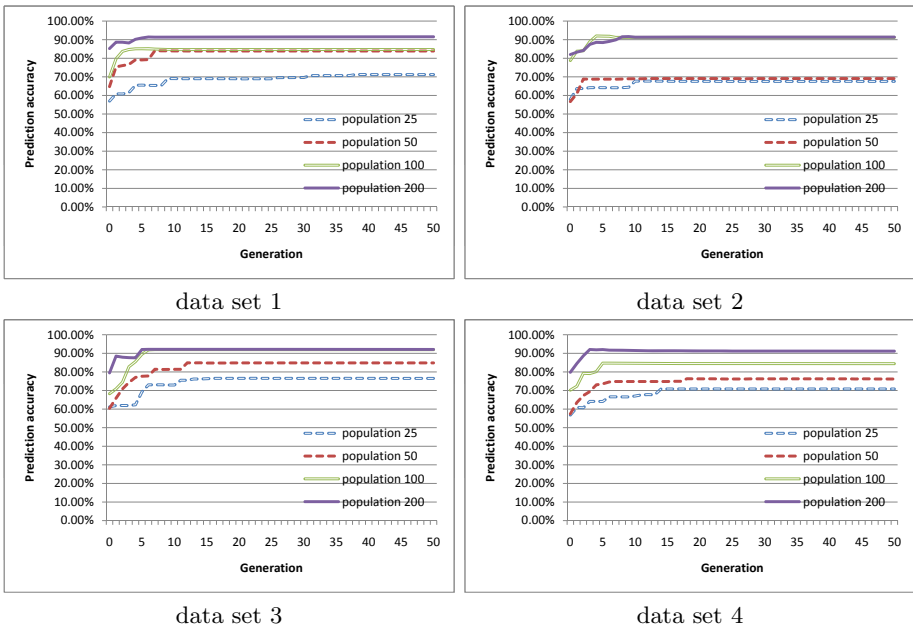 100.00%
90.00%
80.00%
70.00%
60.00%
50.00%
40.00%
30.00%
20.00%
10.00%
0.00%
Prediction accuracy
population 25
population 50
population 100
population 200
0 5 10 15 20 25 30 35 40 45 50
Generation
data set 1
100.00%
90.00%
80.00%
70.00%
60.00%
50.00%
40.00%
30.00%
20.00%
10.00%
0.00%
Prediction accuracy
population 25
population 50
population 100
population 200
0 5 10 15 20 25 30 35 40 45 50
Generation
data set 2
100.00%
90.00%
80.00%
70.00%
60.00%
50.00%
40.00%
30.00%
20.00%
10.00%
0.00%
Prediction accuracy
population 25
population 50
population 100
population 200
0 5 10 15 20 25 30 35 40 45 50
Generation
data set 3
100.00%
90.00%
80.00%
70.00%
60.00%
50.00%
40.00%
30.00%
20.00%
10.00%
0.00%
Prediction accuracy
population 25
population 50
population 100
population 200
0 5 10 15 20 25 30 35 40 45 50
Generation
data set 4